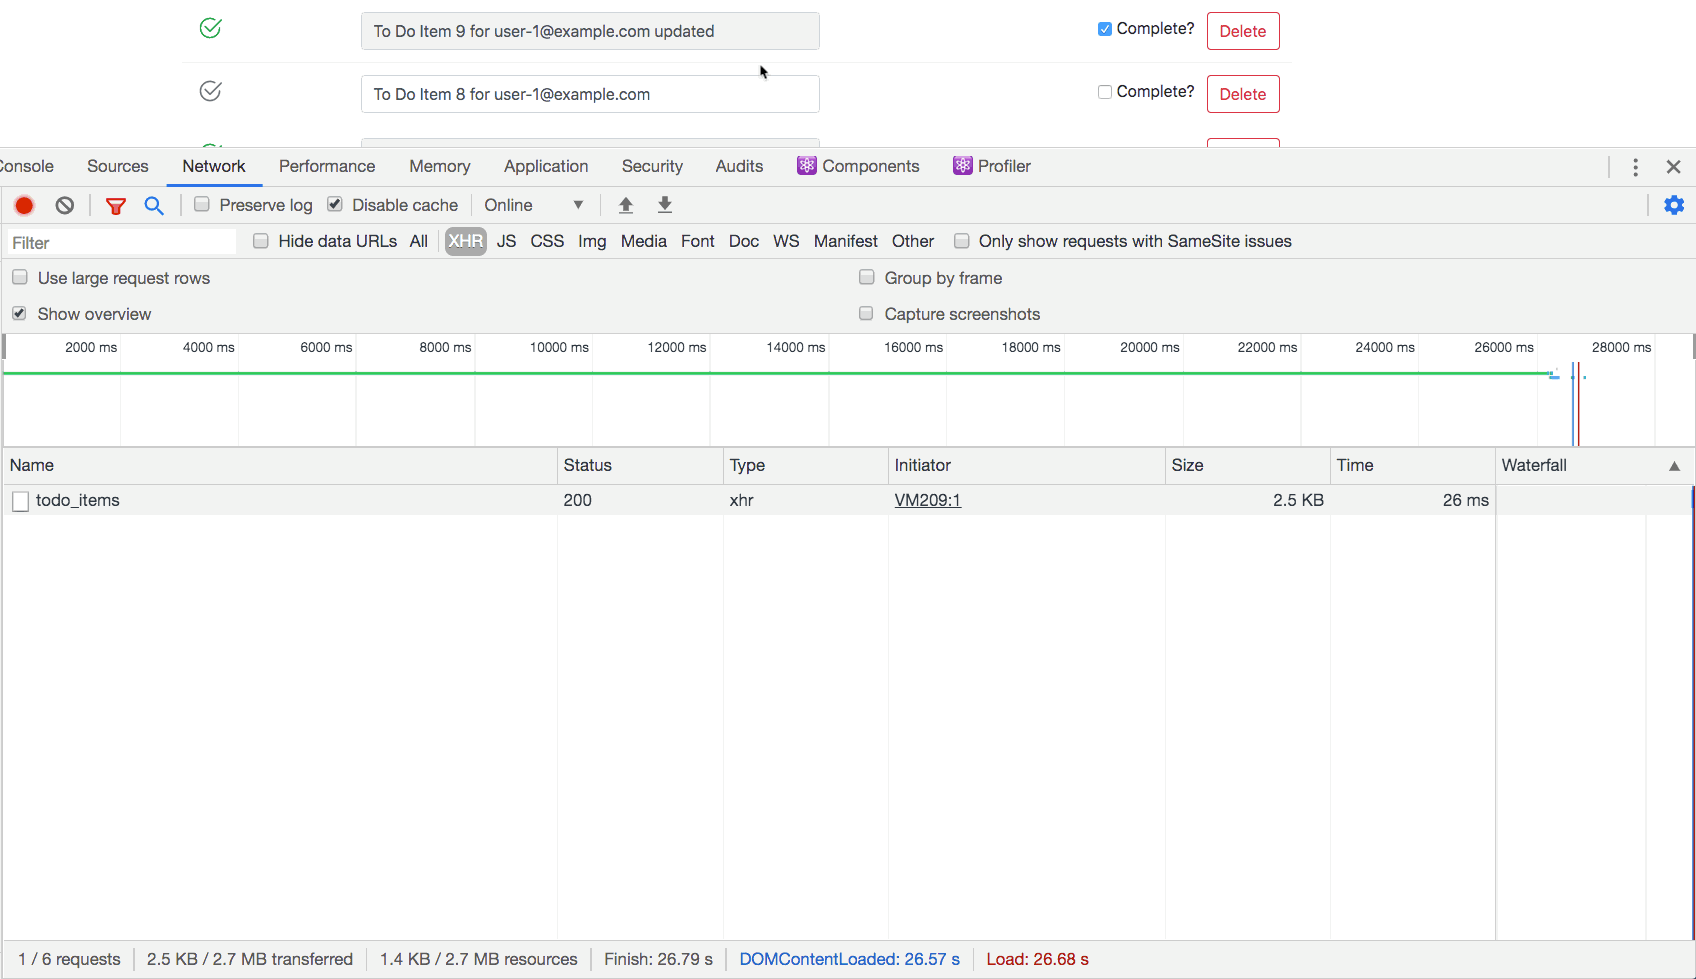 To Do Item 9 for user-1@example.com updated Complete? Delete
To Do Item 8 for user-1@example.com Complete? Delete
Console Sources Network Performance Memory Application Security Audits Components Profiler
Preserve log Disable cache Online
Filter Hide data URLs All XHR JS CSS Img Media Font Doc WS Manifest Other Only show requests with SameSite issues
Use large request rows Group by frame
Show overview Capture screenshots
2000 ms 4000 ms 6000 ms 8000 ms 10000 ms 12000 ms 14000 ms 16000 ms 18000 ms 20000 ms 22000 ms 24000 ms 26000 ms 28000 ms
Name Status Type Initiator Size Time Waterfall
todo_items 200 xhr VM209:1 2.5 KB 26 ms
1 / 6 requests 2.5 KB / 2.7 MB transferred 1.4 KB / 2.7 MB resources Finish: 26.79 s DOMContentLoaded: 26.57 s Load: 26.68 s